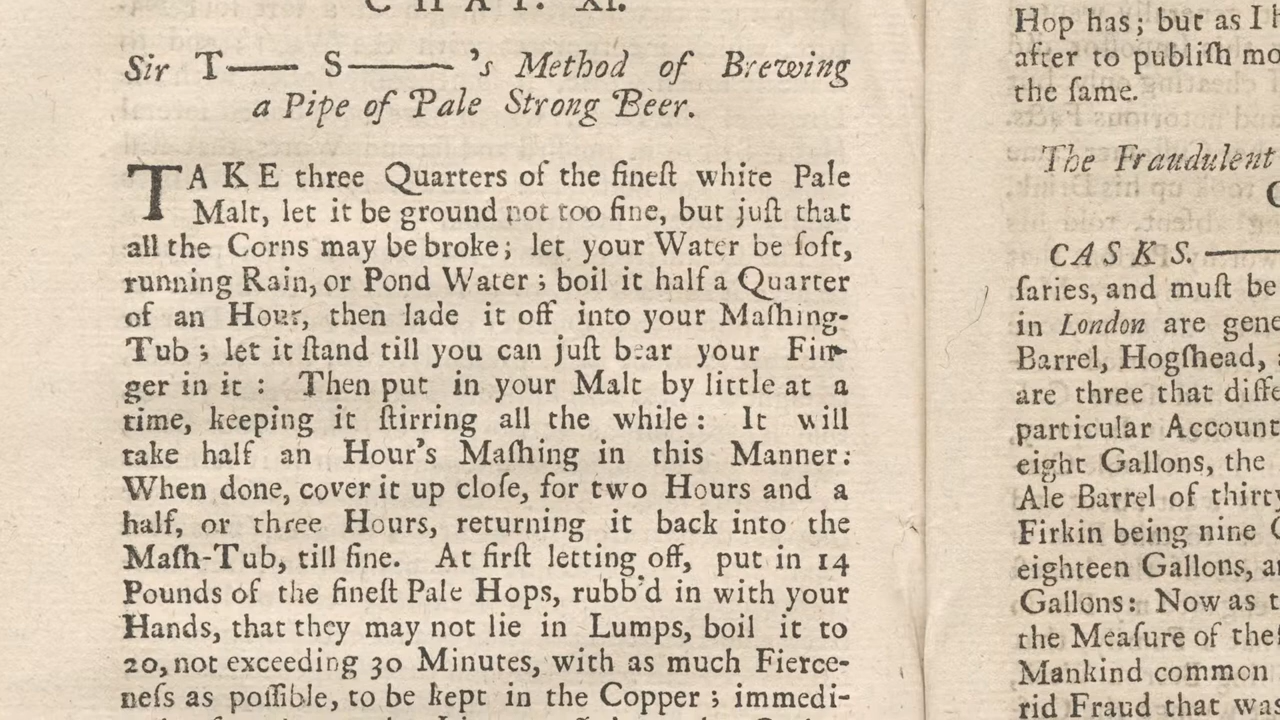 CHAP. XI.
Sir T—— S——— 's Method of Brewing
a Pipe of Pale Strong Beer.
TAKE three Quarters of the fineſt white Pale
Malt, let it be ground not too fine, but juſt that
all the Corns may be broke; let your Water be ſoft,
running Rain, or Pond Water; boil it half a Quarter
of an Hour, then lade it off into your Maſhing-
Tub; let it ſtand till you can juſt bear your Fin-
ger in it: Then put in your Malt by little at a
time, keeping it ſtirring all the while: It will
take half an Hour's Maſhing in this Manner:
When done, cover it up cloſe, for two Hours and a
half, or three Hours, returning it back into the
Maſh-Tub, till fine. At firſt letting off, put in 14
Pounds of the fineſt Pale Hops, rubb'd in with your
Hands, that they may not lie in Lumps, boil it to
20, not exceeding 30 Minutes, with as much Fierce-
neſs as poſſible, to be kept in the Copper; immedi-
Hop has; but as I
after to publiſh
the ſame.
The Fraudulent
CASKS.——
ſaries, and muſt be
in London are
Barrel, Hogſhead,
are three that
particular Account
eight Gallons, the
Ale Barrel of
Firkin being nine
eighteen Gallons,
Gallons: Now as
the Meaſure of
Mankind common
rid Fraud that was